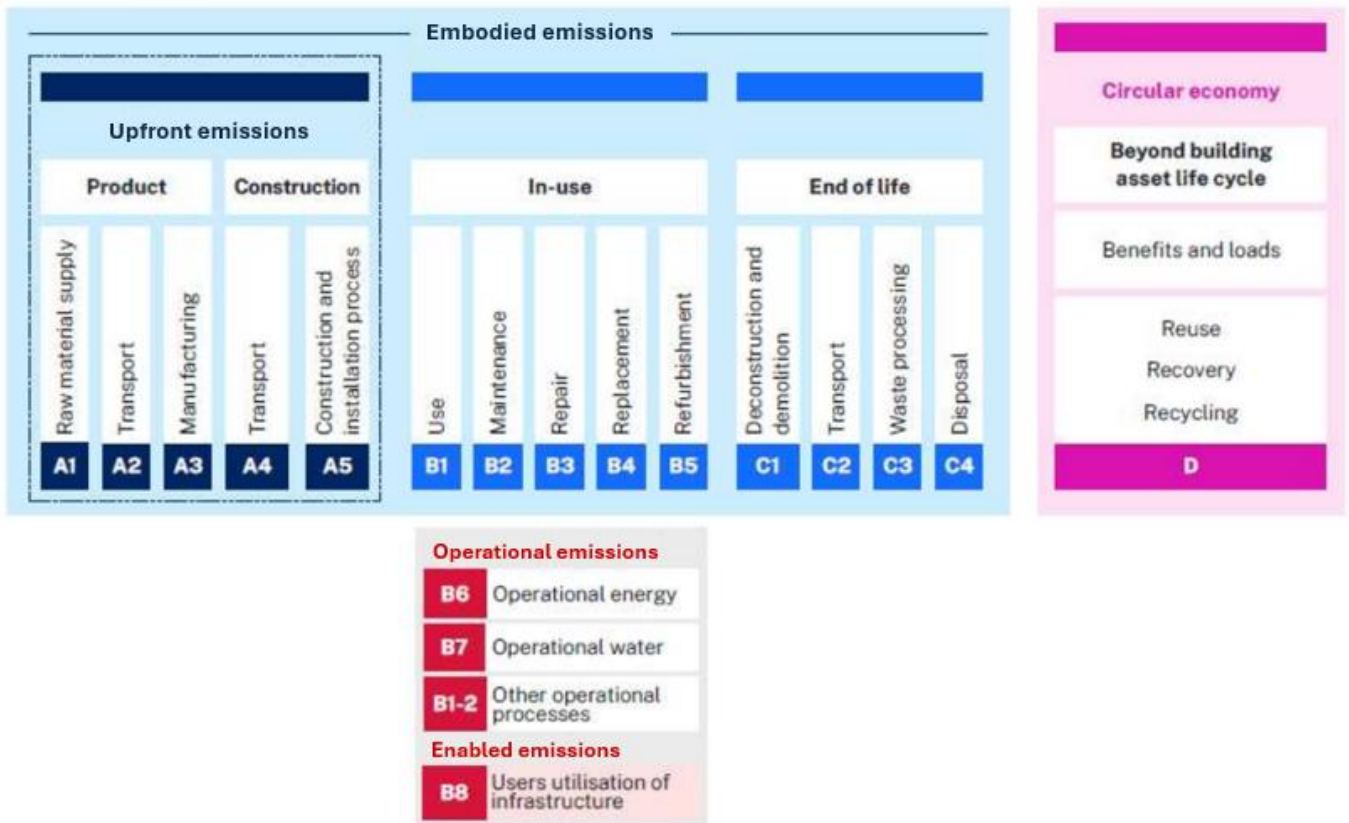 Embodied emissions
Upfront emissions
Product
Construction
In-use
End of life
Raw material supply
Transport
Manufacturing
Transport
Construction and
installation process
Use
Maintenance
Repair
Replacement
Refurbishment
Deconstruction and
demolition
Transport
Waste processing
Disposal
A1
A2
A3
A4
A5
B1
B2
B3
B4
B5
C1
C2
C3
C4
Circular economy
Beyond building
asset life cycle
Benefits and loads
Reuse
Recovery
Recycling
D
Operational emissions
B6 Operational energy
B7 Operational water
B1-2 Other operational
processes
Enabled emissions
B8 Users utilisation of
infrastructure